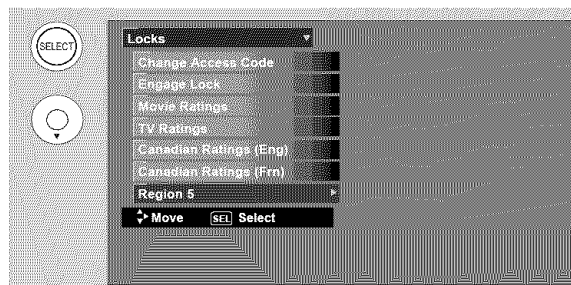 SELECT
Locks
Change Access Code
Engage Lock
Movie Ratings
TV Ratings
Canadian Ratings (Eng)
Canadian Ratings (Frn)
Region 5
Move SEL Select